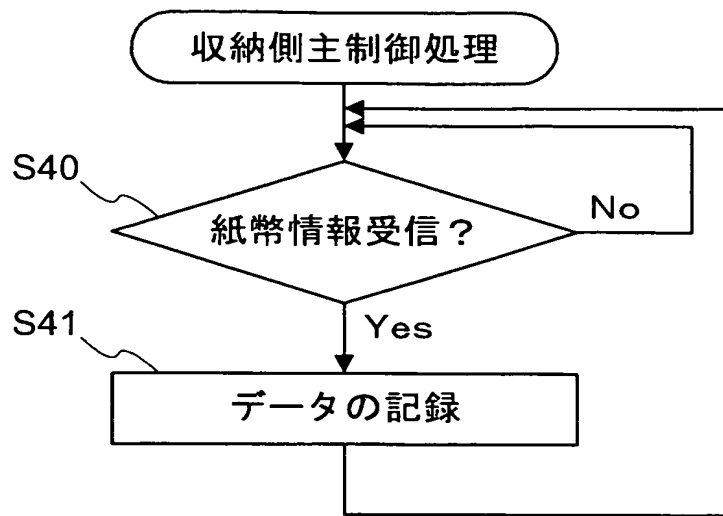 収納側主制御処理
S40
紙幣情報受信？
No
Yes
S41
データの記録